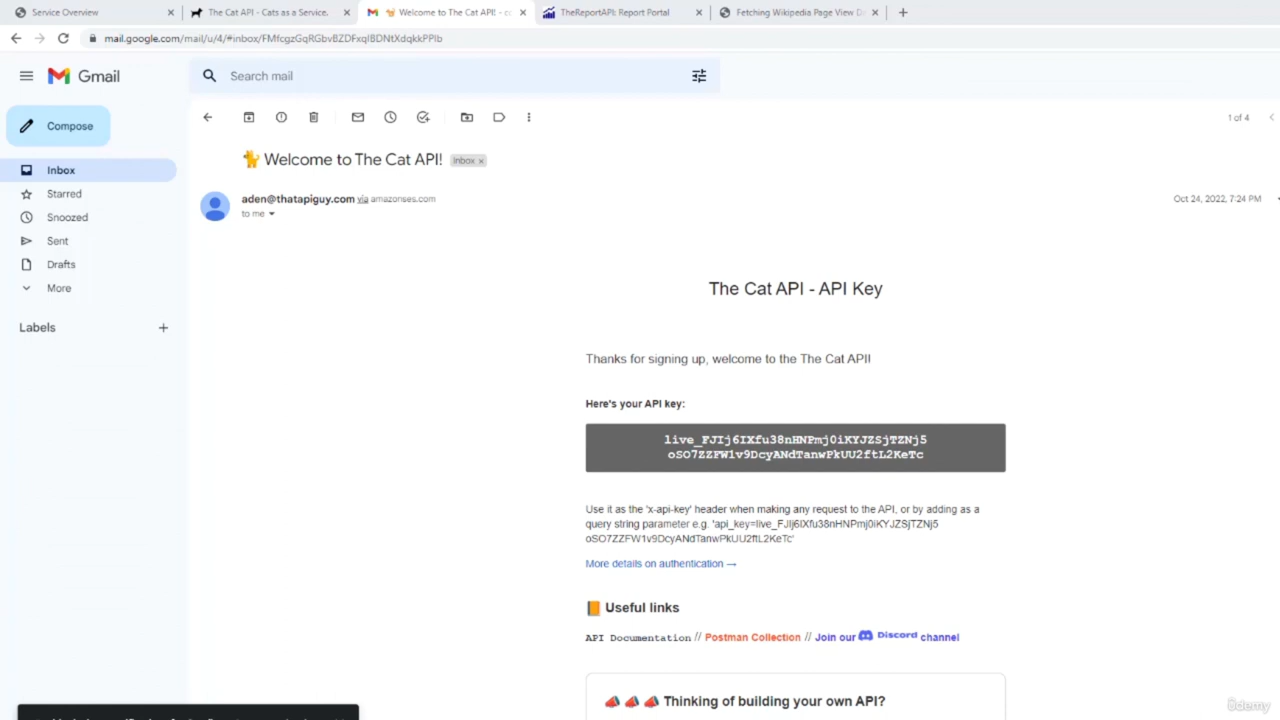 Service Overview
The Cat API - Cats as a Service.
Welcome to The Cat API! - co
TheReportAPI: Report Portal
Fetching Wikipedia Page View Da
mail.google.com/mail/u/4/#inbox/FMfcgzGqRGbvBZDFxqlBDNtXdqkkPPlb
Gmail
Search mail
Compose
1 of 4
🐈 Welcome to The Cat API! Inbox x
Inbox
Starred
aden@thatapiguy.com via amazonses.com
Oct 24, 2022, 7:24 PM
to me
Snoozed
Sent
Drafts
More
Labels
The Cat API - API Key
Thanks for signing up, welcome to the The Cat API!
Here's your API key:
live_FJIj6IXfu38nHNPmj0iKYJZSjTZNj5
oSO7ZZFW1v9DcyANdTanwPkUU2ftL2KeTc
Use it as the 'x-api-key' header when making any request to the API, or by adding as a
query string parameter e.g. 'api_key=live_FJIj6IXfu38nHNPmj0iKYJZSjTZNj5
oSO7ZZFW1v9DcyANdTanwPkUU2ftL2KeTc'
More details on authentication →
📙 Useful links
API Documentation // Postman Collection // Join our Discord channel
📣 📣 📣 Thinking of building your own API?
Udemy